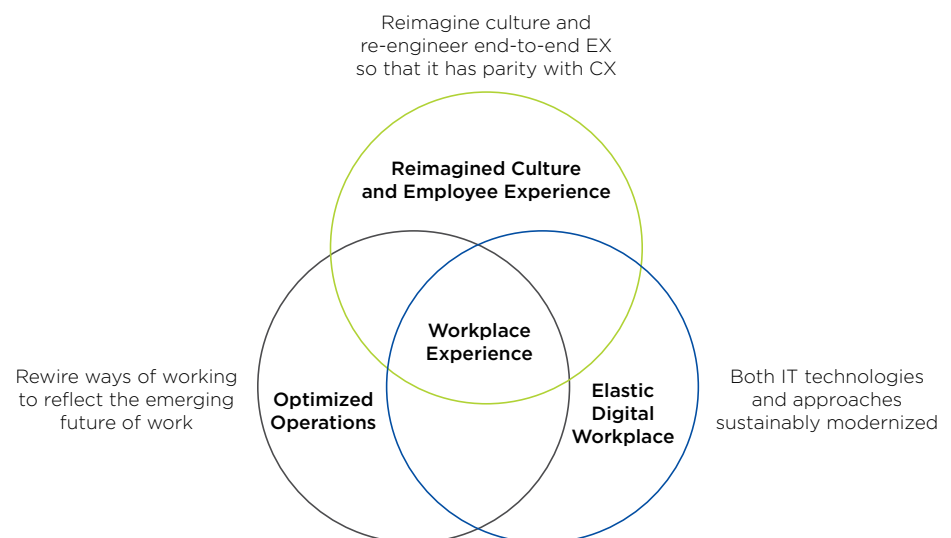 Reimagine culture and
re-engineer end-to-end EX
so that it has parity with CX
Reimagined Culture
and Employee Experience
Workplace
Experience
Rewire ways of working
to reflect the emerging
future of work
Optimized
Operations
Elastic
Digital
Workplace
Both IT technologies
and approaches
sustainably modernized